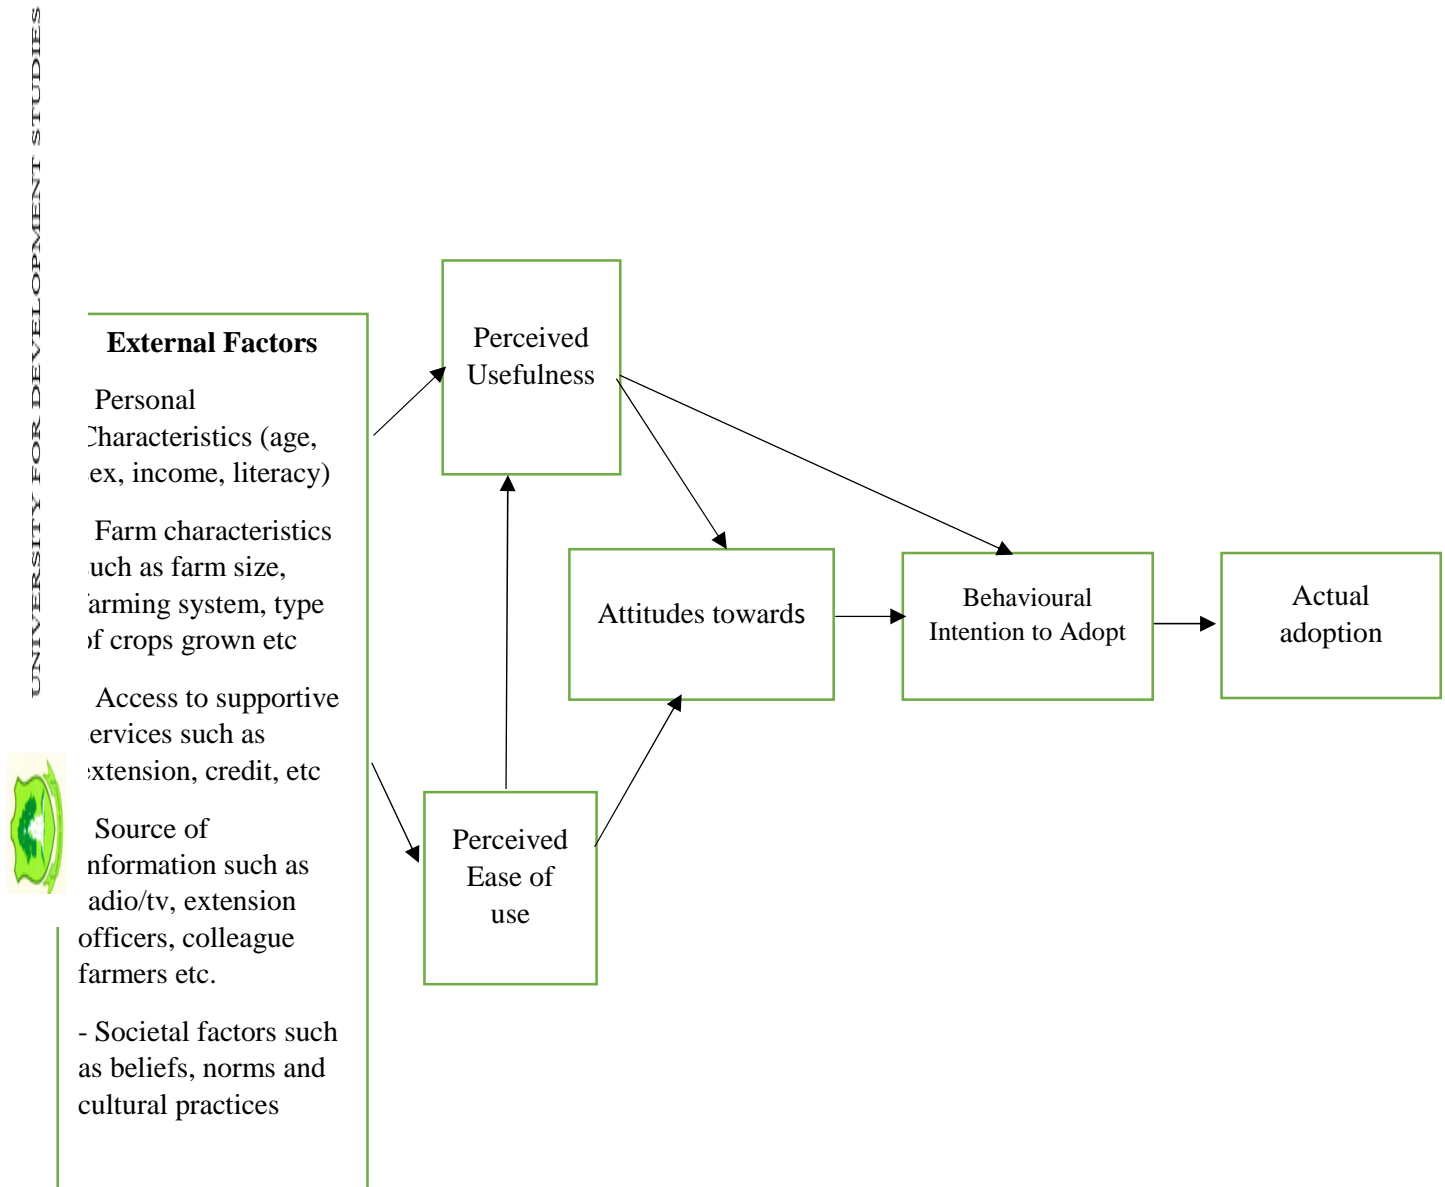 UNIVERSITY FOR DEVELOPMENT STUDIES
External Factors
Personal
Characteristics (age,
ex, income, literacy)
Farm characteristics
uch as farm size,
arming system, type
of crops grown etc
Access to supportive
ervices such as
extension, credit, etc
Source of
nformation such as
adio/tv, extension
officers, colleague
farmers etc.
- Societal factors such
as beliefs, norms and
cultural practices
Perceived
Usefulness
Perceived
Ease of
use
Attitudes towards
Behavioural
Intention to Adopt
Actual
adoption